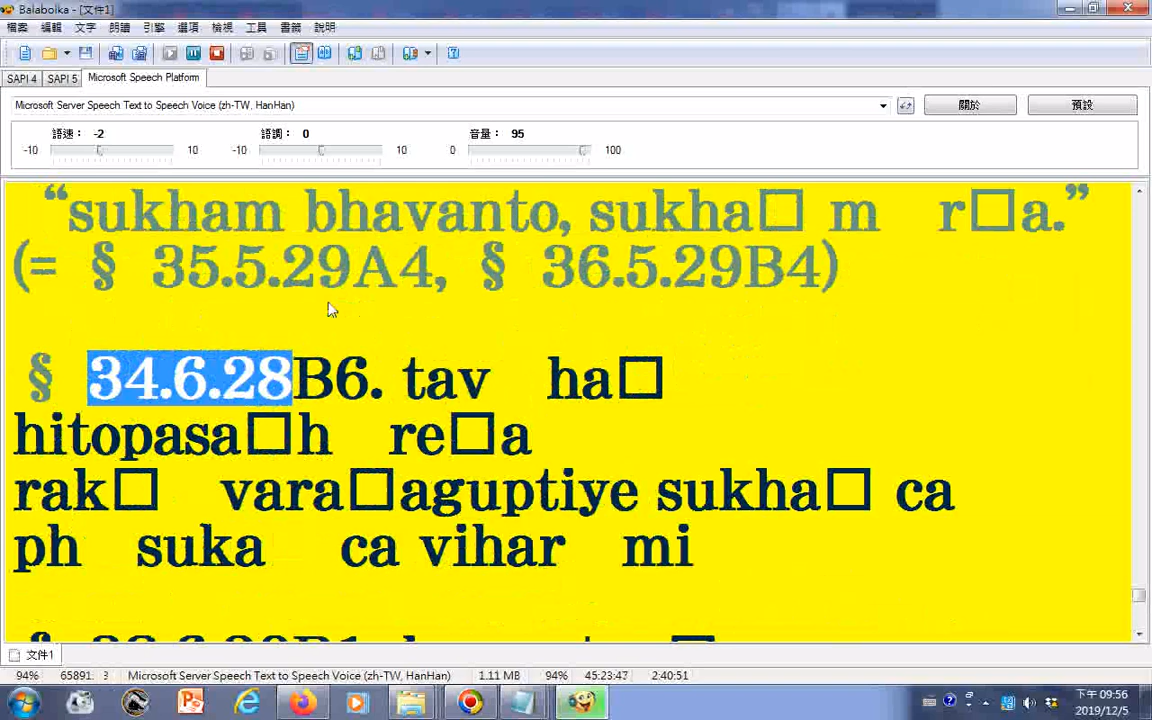 Balabolka - [文件1]
檔案 編輯 文字 朗讀 引擎 選項 檢視 工具 書籤 說明
SAPI 4 SAPI 5 Microsoft Speech Platform
Microsoft Server Speech Text to Speech Voice (zh-TW, HanHan) 關於 預設
語速： -2 語調： 0 音量： 95
-10 10 -10 10 0 100
“sukham bhavanto, sukha□ m r□a.”
(= § 35.5.29A4, § 36.5.29B4)
§ 34.6.28B6. tav ha□
hitopasa□h re□a
rak□ vara□aguptiye sukha□ ca
ph suka ca vihar mi
文件1
94% 65891 3 Microsoft Server Speech Text to Speech Voice (zh-TW, HanHan) 1.11 MB 94% 45:23:47 2:40:51
下午 09:56
2019/12/5